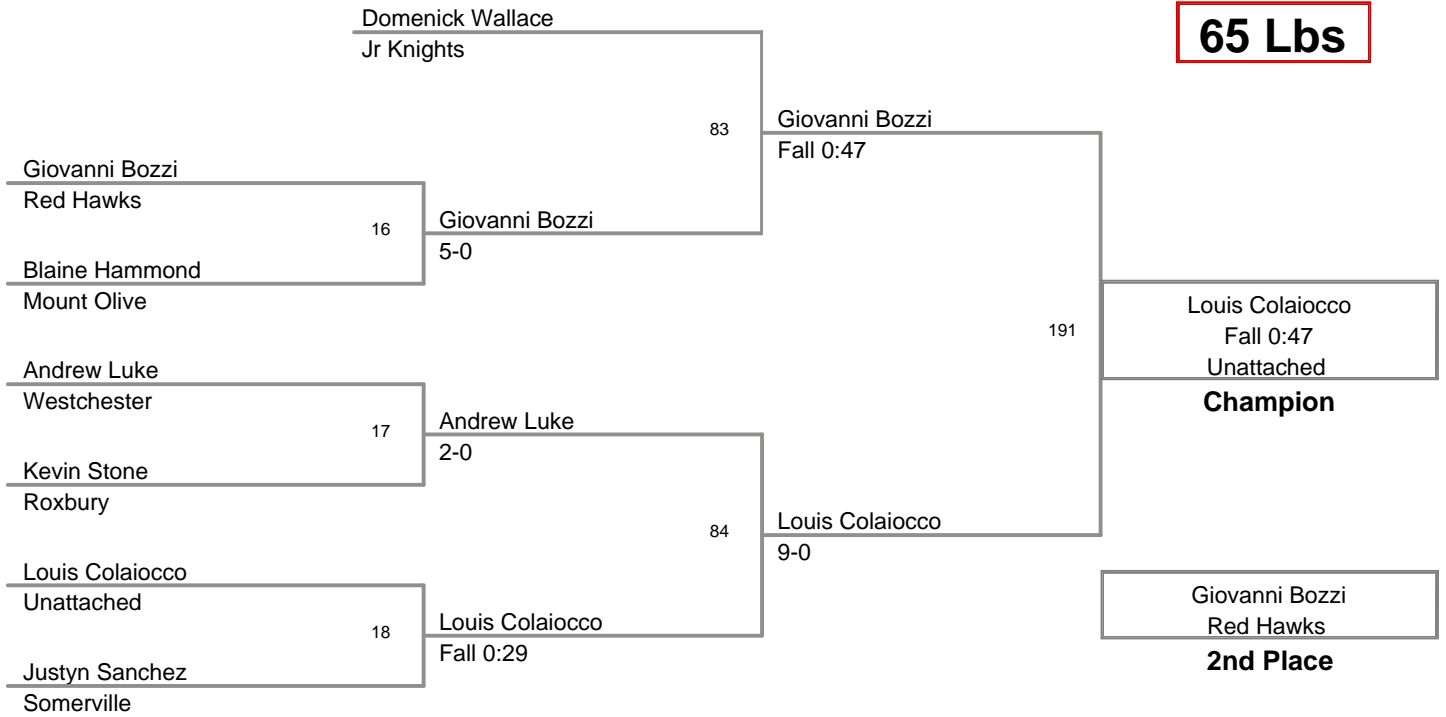 65 Lbs
Domenick Wallace
Jr Knights
83
Giovanni Bozzi
Fall 0:47
Giovanni Bozzi
Red Hawks
16
Giovanni Bozzi
5-0
Blaine Hammond
Mount Olive
191
Louis Colaiocco
Fall 0:47
Unattached
Champion
Andrew Luke
Westchester
17
Andrew Luke
2-0
Kevin Stone
Roxbury
84
Louis Colaiocco
9-0
Louis Colaiocco
Unattached
18
Louis Colaiocco
Fall 0:29
Justyn Sanchez
Somerville
Giovanni Bozzi
Red Hawks
2nd Place